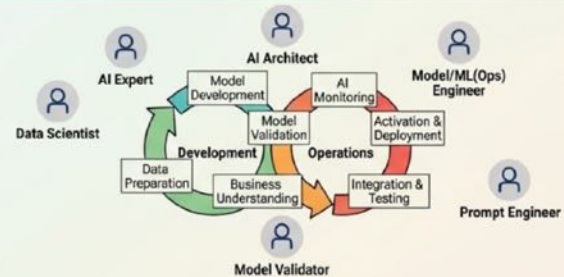 AI Architect
AI Expert
Model/ML(Ops)
Engineer
Data Scientist
Model
Development
AI
Monitoring
Model
Validation
Activation &
Deployment
Development
Operations
Data
Preparation
Business
Understanding
Integration &
Testing
Prompt Engineer
Model Validator